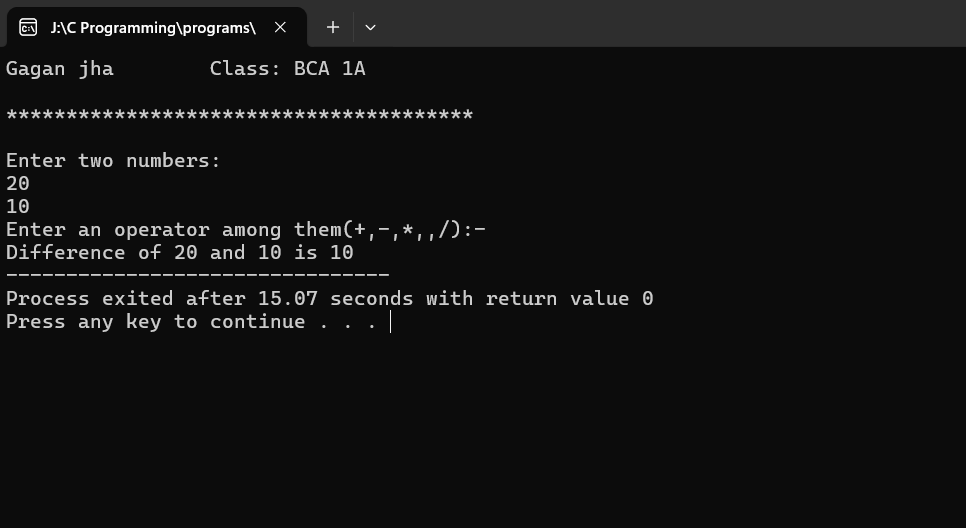 J:\C Programming\programs\
Gagan jha        Class: BCA 1A
***************************************
Enter two numbers:
20
10
Enter an operator among them(+,-,*,,/):-
Difference of 20 and 10 is 10
--------------------------------
Process exited after 15.07 seconds with return value 0
Press any key to continue . . .